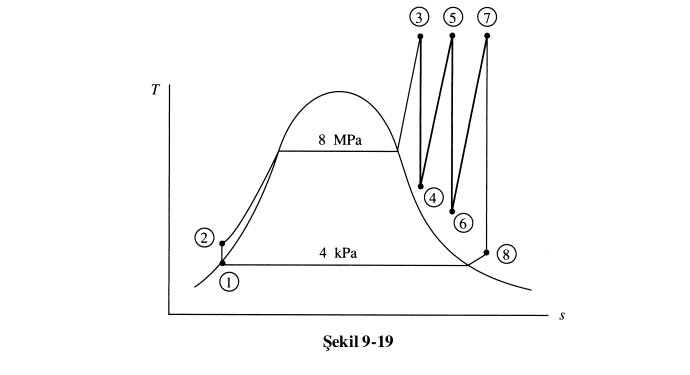 ③ ⑤ ⑦
T
8 MPa
④
⑥
②
4 kPa
⑧
①
s
Şekil 9-19